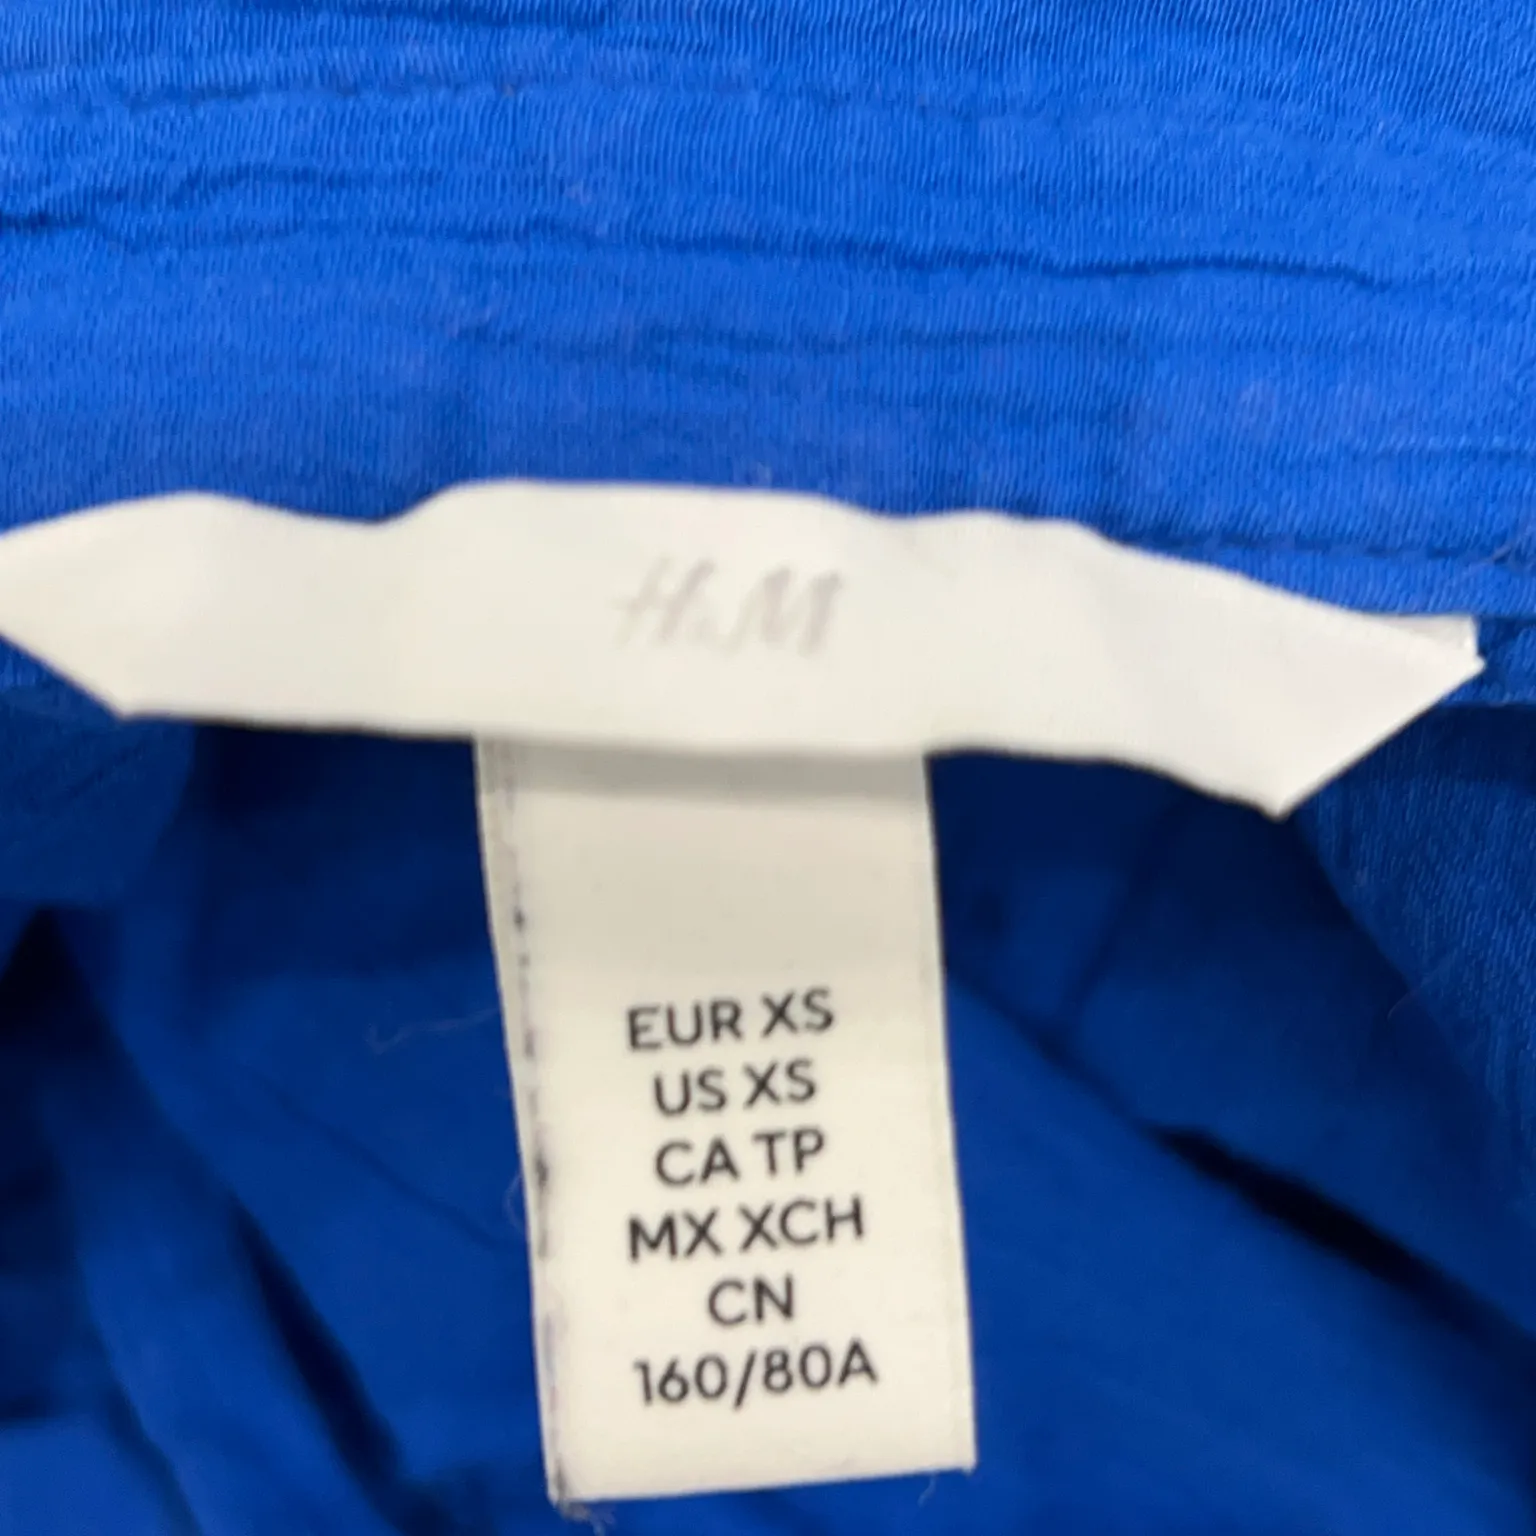 H&M
EUR XS
US XS
CA TP
MX XCH
CN
160/80A